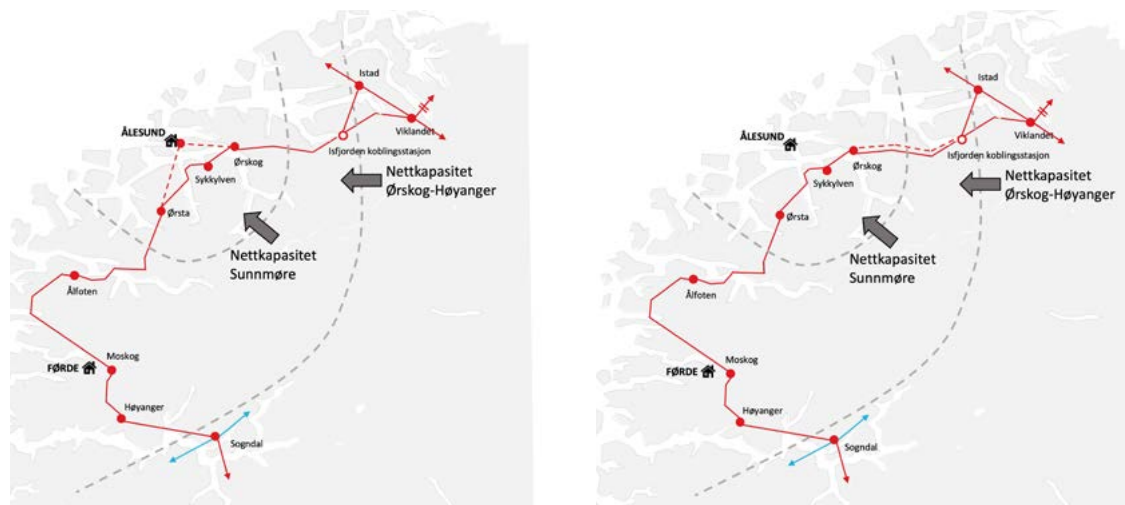 Istad
Viklandet
Isfjorden koblingsstasjon
ÅLESUND
Ørskog
Sykkylven
Nettkapasitet
Ørskog-Høyanger
Ørsta
Nettkapasitet
Sunnmøre
Ålfoten
Moskog
FØRDE
Høyanger
Sogndal
Istad
Viklandet
Isfjorden koblingsstasjon
ÅLESUND
Ørskog
Sykkylven
Nettkapasitet
Ørskog-Høyanger
Ørsta
Nettkapasitet
Sunnmøre
Ålfoten
Moskog
FØRDE
Høyanger
Sogndal